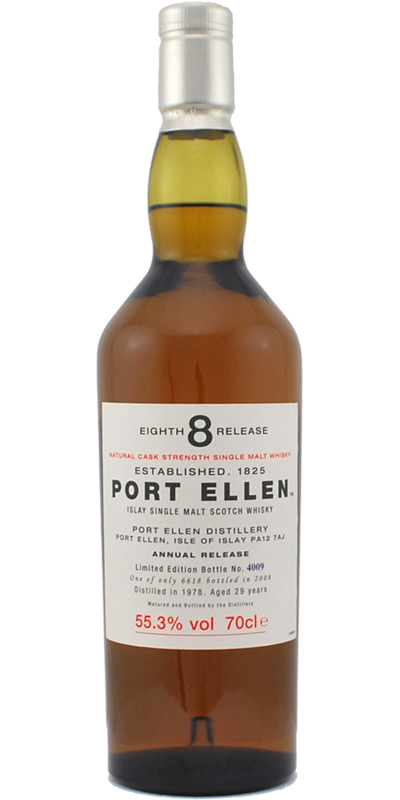 EIGHTH 8 RELEASE
NATURAL CASK STRENGTH SINGLE MALT WHISKY
ESTABLISHED. 1825
PORT ELLEN™
ISLAY SINGLE MALT SCOTCH WHISKY
PORT ELLEN DISTILLERY
PORT ELLEN, ISLE OF ISLAY PA12 7AJ
ANNUAL RELEASE
Limited Edition Bottle No. 4009
One of only 6618 bottled in 2008
Distilled in 1978. Aged 29 years
Matured and Bottled by the Distillers
55.3% vol 70cl℮